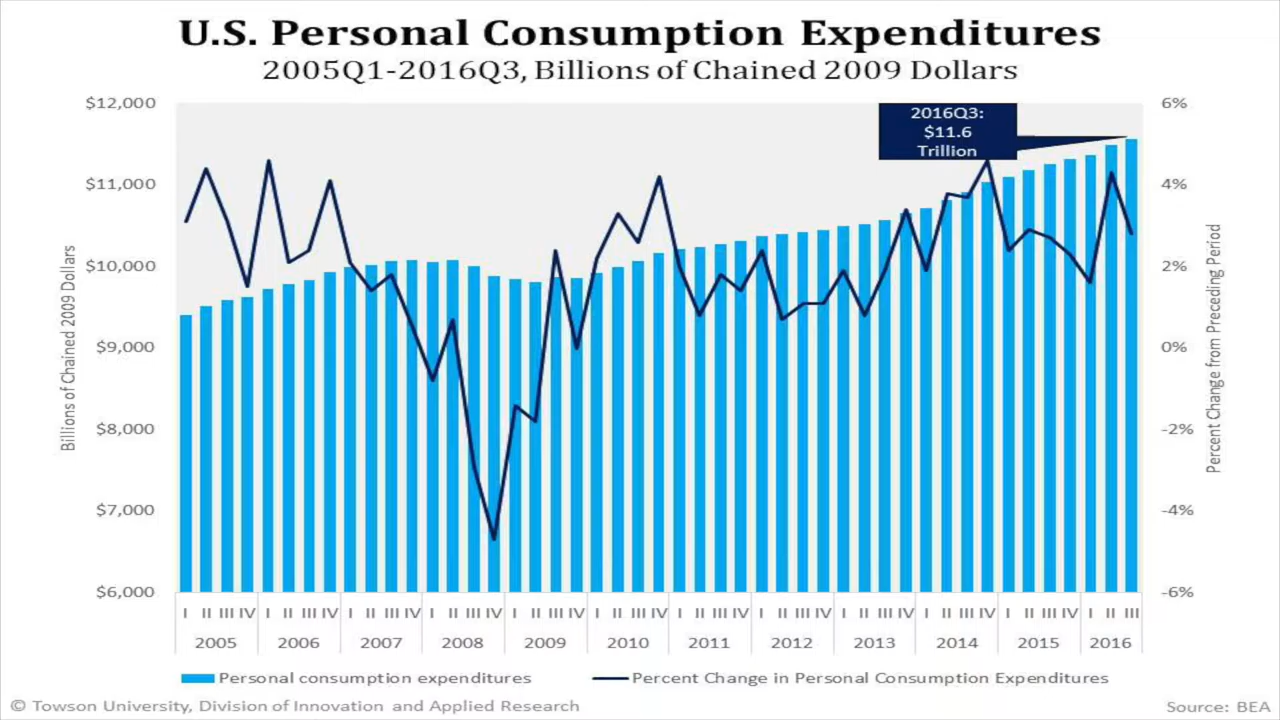 U.S. Personal Consumption Expenditures
2005Q1-2016Q3, Billions of Chained 2009 Dollars
$12,000
$11,000
$10,000
$9,000
$8,000
$7,000
$6,000
Billions of Chained 2009 Dollars
2016Q3:
$11.6
Trillion
6%
4%
2%
0%
-2%
-4%
-6%
Percent Change from Preceding Period
I II III IV I II III IV I II III IV I II III IV I II III IV I II III IV I II III IV I II III IV I II III IV I II III IV I II III IV I II III
2005 2006 2007 2008 2009 2010 2011 2012 2013 2014 2015 2016
Personal consumption expenditures Percent Change in Personal Consumption Expenditures
© Towson University, Division of Innovation and Applied Research Source: BEA